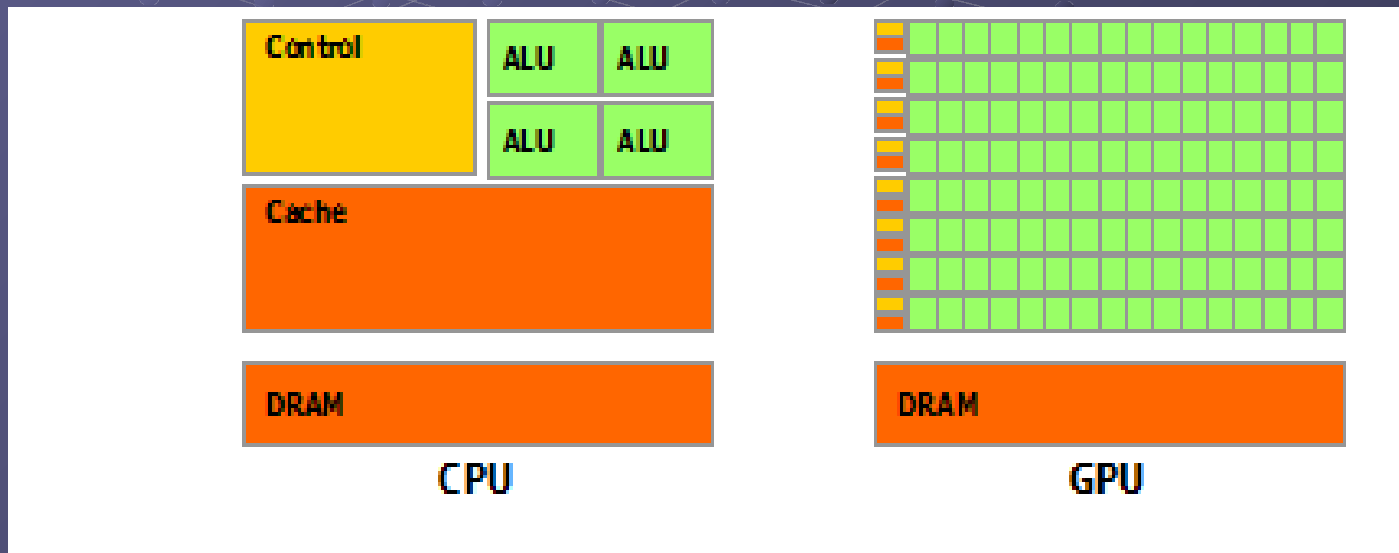 Control
ALU ALU
ALU ALU
Cache
DRAM
CPU
DRAM
GPU